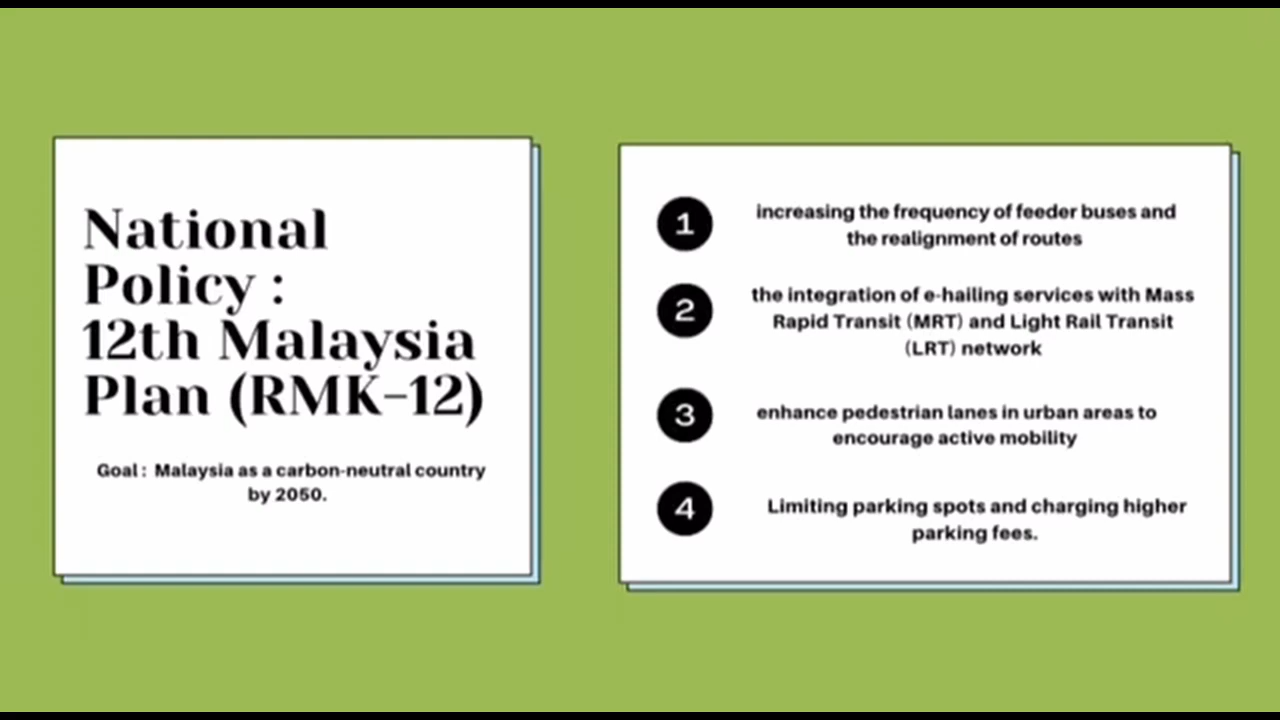 National
Policy :
12th Malaysia
Plan (RMK-12)
Goal : Malaysia as a carbon-neutral country
by 2050.
1
increasing the frequency of feeder buses and
the realignment of routes
2
the integration of e-hailing services with Mass
Rapid Transit (MRT) and Light Rail Transit
(LRT) network
3
enhance pedestrian lanes in urban areas to
encourage active mobility
4
Limiting parking spots and charging higher
parking fees.